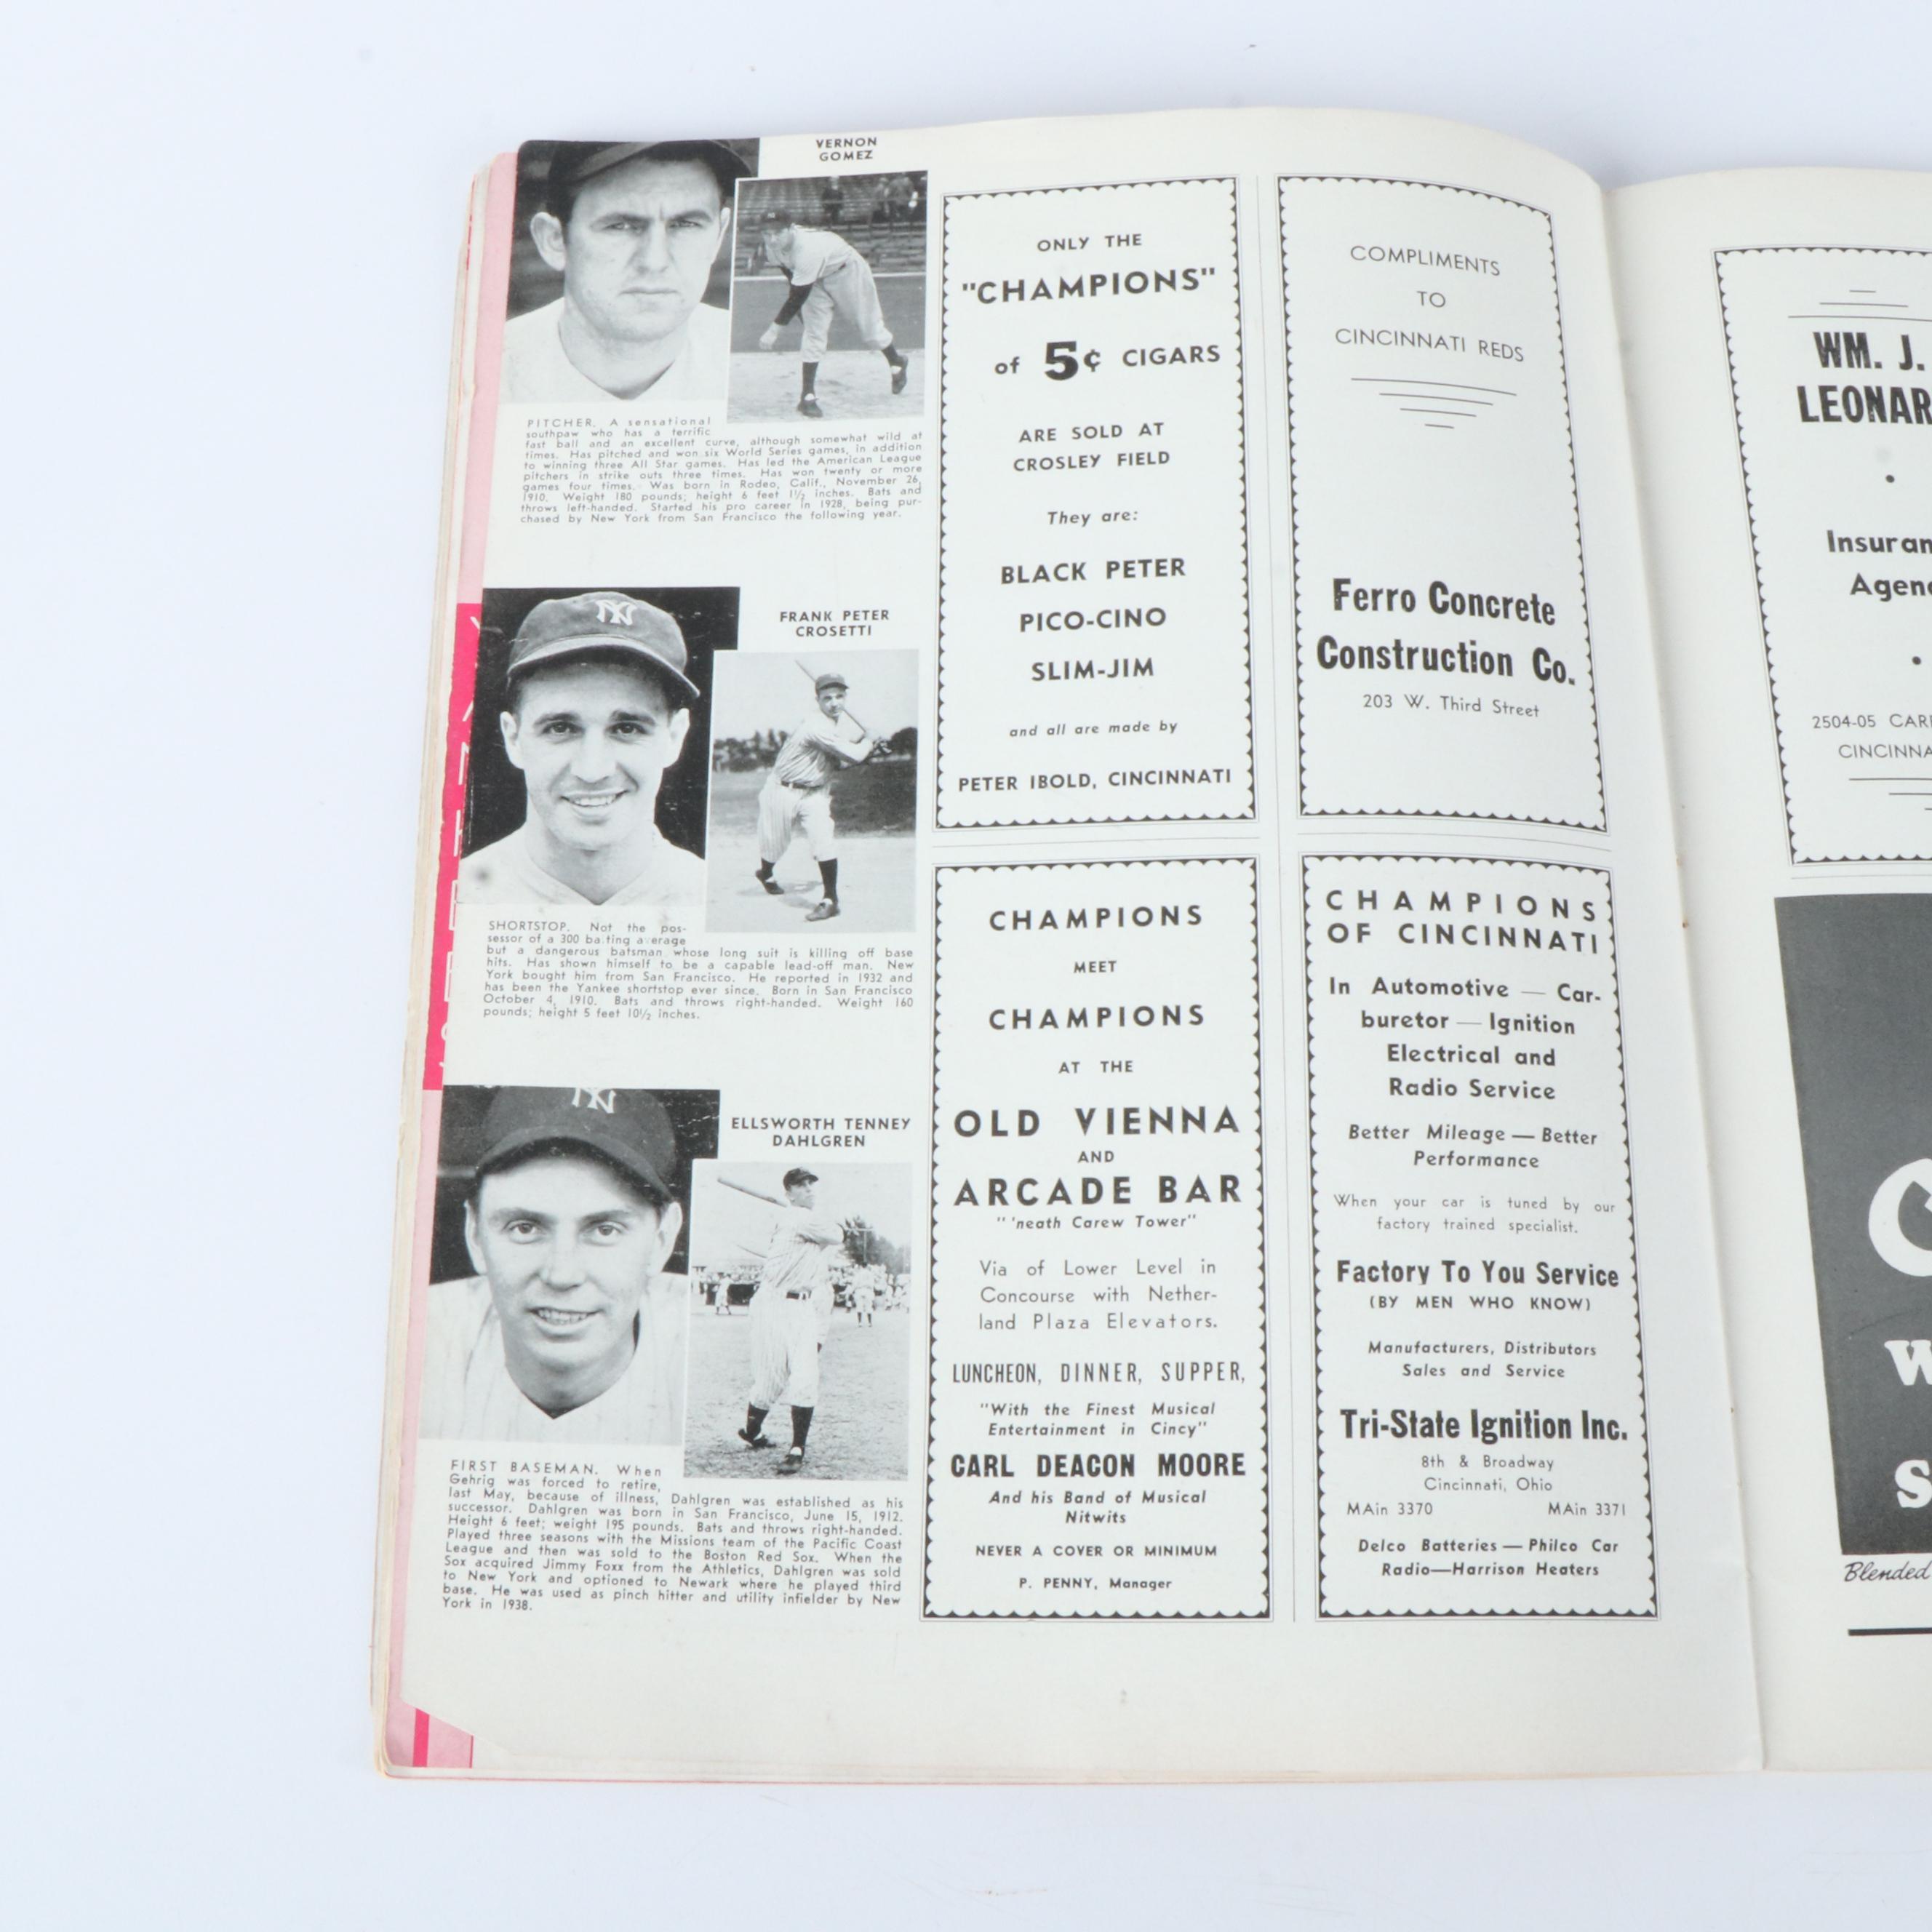 VERNON
GOMEZ
PITCHER. A sensational
southpaw who has a terrific
fast ball and an excellent curve, although somewhat wild at
times. Has pitched and won six World Series games, in addition
to winning three All Star games. Has led the American League
pitchers in strike outs three times. Has won twenty or more
games four times. Was born in Rodeo, Calif., November 26,
1910. Weight 180 pounds; height 6 feet 1½ inches. Bats and
throws left-handed. Started his pro career in 1928, being pur-
chased by New York from San Francisco the following year.
NY
FRANK PETER
CROSETTI
SHORTSTOP. Not the pos-
sessor of a 300 batting average
but a dangerous batsman whose long suit is killing off base
hits. Has shown himself to be a capable lead-off man. New
York bought him from San Francisco. He reported in 1932 and
has been the Yankee shortstop ever since. Born in San Francisco
October 4, 1910. Bats and throws right-handed. Weight 160
pounds; height 5 feet 10½ inches.
NY
ELLSWORTH TENNEY
DAHLGREN
FIRST BASEMAN. When
Gehrig was forced to retire,
last May, because of illness, Dahlgren was established as his
successor. Dahlgren was born in San Francisco, June 15, 1912.
Height 6 feet; weight 195 pounds. Bats and throws right-handed.
Played three seasons with the Missions team of the Pacific Coast
League and then was sold to the Boston Red Sox. When the
Sox acquired Jimmy Foxx from the Athletics, Dahlgren was sold
to New York and optioned to Newark where he played third
base. He was used as pinch hitter and utility infielder by New
York in 1938.
ONLY THE
"CHAMPIONS"
of 5¢ CIGARS
ARE SOLD AT
CROSLEY FIELD
They are:
BLACK PETER
PICO-CINO
SLIM-JIM
and all are made by
PETER IBOLD, CINCINNATI
CHAMPIONS
MEET
CHAMPIONS
AT THE
OLD VIENNA
AND
ARCADE BAR
" 'neath Carew Tower"
Via of Lower Level in
Concourse with Nether-
land Plaza Elevators.
LUNCHEON, DINNER, SUPPER,
"With the Finest Musical
Entertainment in Cincy"
CARL DEACON MOORE
And his Band of Musical
Nitwits
NEVER A COVER OR MINIMUM
P. PENNY, Manager
COMPLIMENTS
TO
CINCINNATI REDS
Ferro Concrete
Construction Co.
203 W. Third Street
CHAMPIONS
OF CINCINNATI
In Automotive — Car-
buretor — Ignition
Electrical and
Radio Service
Better Mileage — Better
Performance
When your car is tuned by our
factory trained specialist.
Factory To You Service
(BY MEN WHO KNOW)
Manufacturers, Distributors
Sales and Service
Tri-State Ignition Inc.
8th & Broadway
Cincinnati, Ohio
MAin 3370 MAin 3371
Delco Batteries — Philco Car
Radio—Harrison Heaters
WM. J.
LEONAR
Insuran
Agenc
2504-05 CARE
CINCINNA
C
W
S
Blended